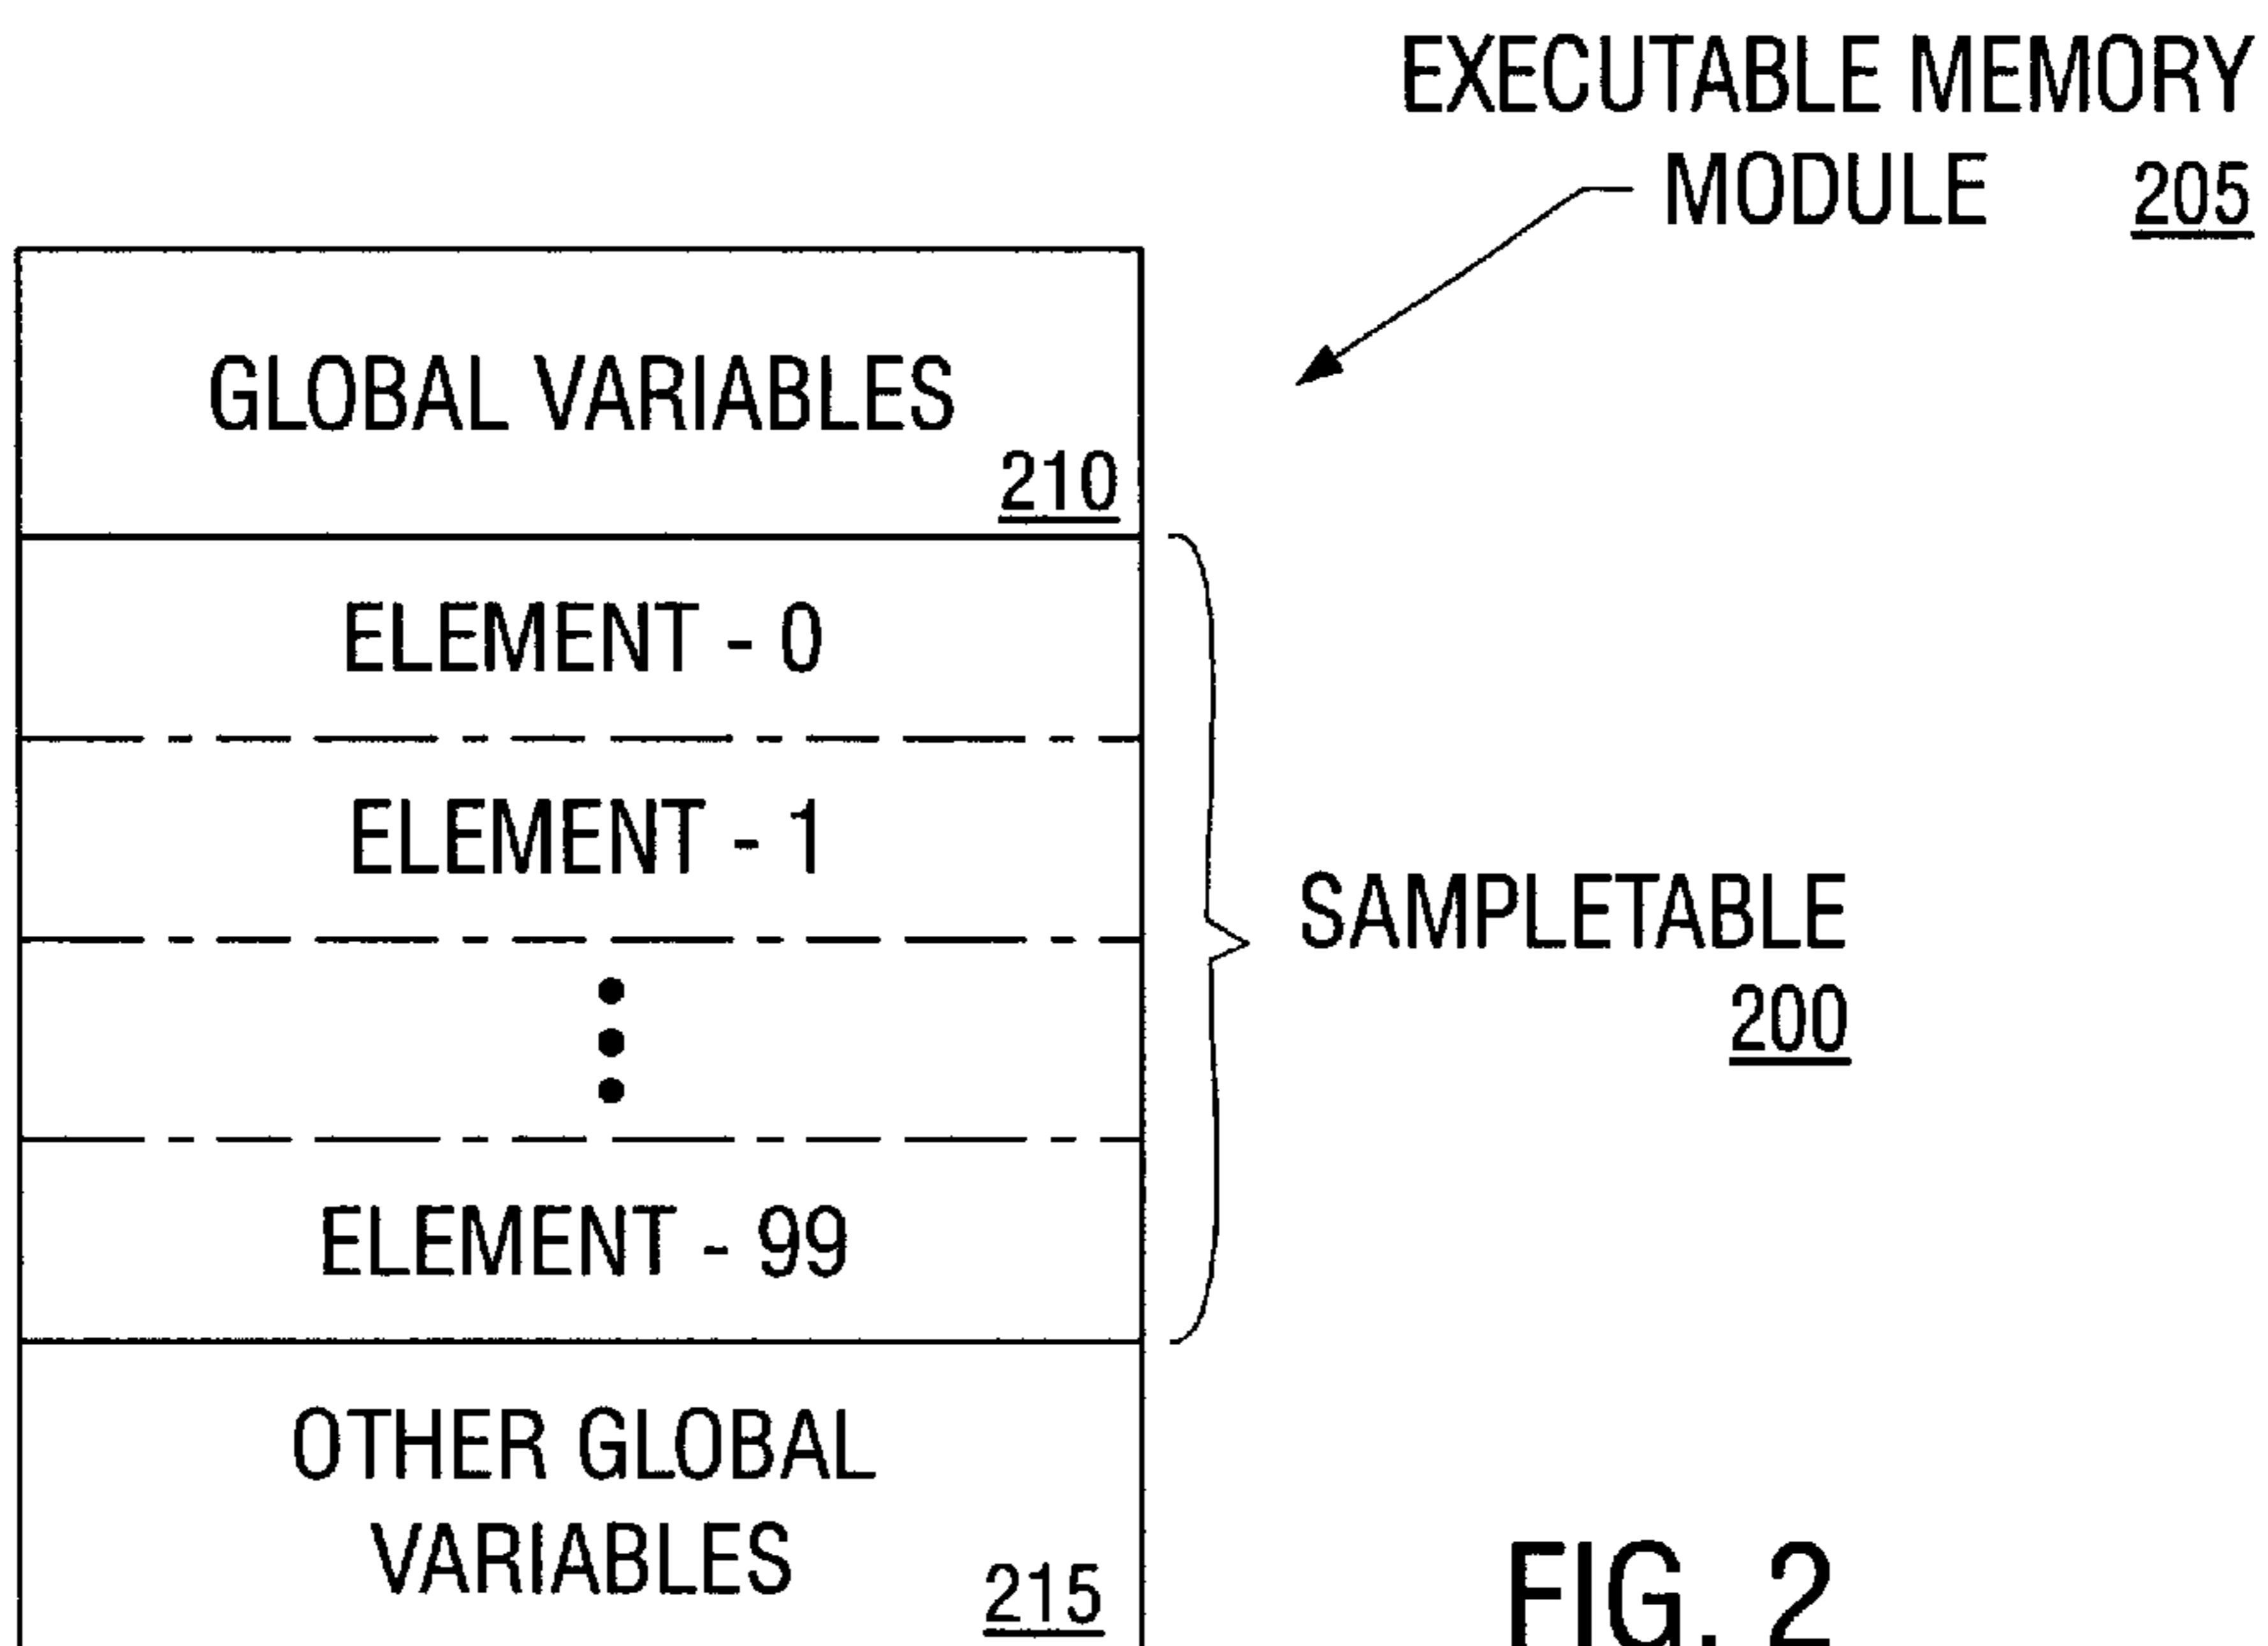 EXECUTABLE MEMORY
MODULE 205
GLOBAL VARIABLES
210
ELEMENT - 0
ELEMENT - 1
SAMPLETABLE
200
ELEMENT - 99
OTHER GLOBAL
VARIABLES
215
FIG. 2